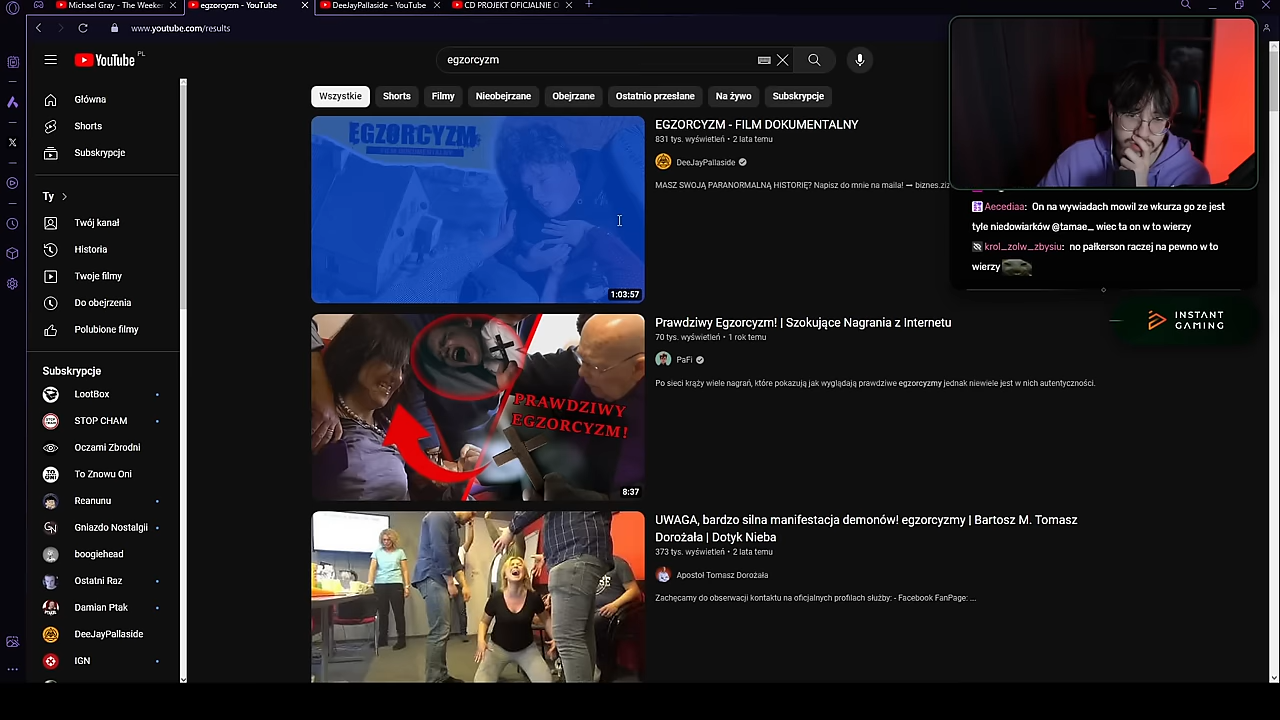 Michael Gray - The Weeke
egzorcyzm - YouTube
DeeJayPallaside - YouTube
CD PROJEKT OFICJALNIE O
www.youtube.com/results
YouTube PL
egzorcyzm
Wszystkie
Shorts
Filmy
Nieobejrzane
Obejrzane
Ostatnio przesłane
Na żywo
Subskrypcje
Główna
Shorts
Subskrypcje
Ty
Twój kanał
Historia
Twoje filmy
Do obejrzenia
Polubione filmy
Subskrypcje
LootBox
STOP CHAM
Oczami Zbrodni
To Znowu Oni
Reanunu
Gniazdo Nostalgii
boogiehead
Ostatni Raz
Damian Ptak
DeeJayPallaside
IGN
EGZORCYZM
FILM DOKUMENTALNY
1:03:57
EGZORCYZM - FILM DOKUMENTALNY
831 tys. wyświetleń • 2 lata temu
DeeJayPallaside
MASZ SWOJĄ PARANORMALNĄ HISTORIĘ? Napisz do mnie na maila! ➞ biznes.
PRAWDZIWY
EGZORCYZM!
8:37
Prawdziwy Egzorcyzm! | Szokujące Nagrania z Internetu
70 tys. wyświetleń • 1 rok temu
PaFi
Po sieci krąży wiele nagrań, które pokazują jak wyglądają prawdziwe egzorcyzmy jednak niewiele jest w nich autentyczności.
UWAGA, bardzo silna manifestacja demonów! egzorcyzmy | Bartosz M. Tomasz
Dorożała | Dotyk Nieba
373 tys. wyświetleń • 2 lata temu
Apostoł Tomasz Dorożała
Zachęcamy do obserwacji kontaktu na oficjalnych profilach służby: - Facebook FanPage: ...
Aecediaa: On na wywiadach mowil ze wkurza go ze jest
tyle niedowiarków @tamae_ wiec ta on w to wierzy
krol_zolw_zbysiu: no pałkerson raczej na pewno w to
wierzy
INSTANT
GAMING